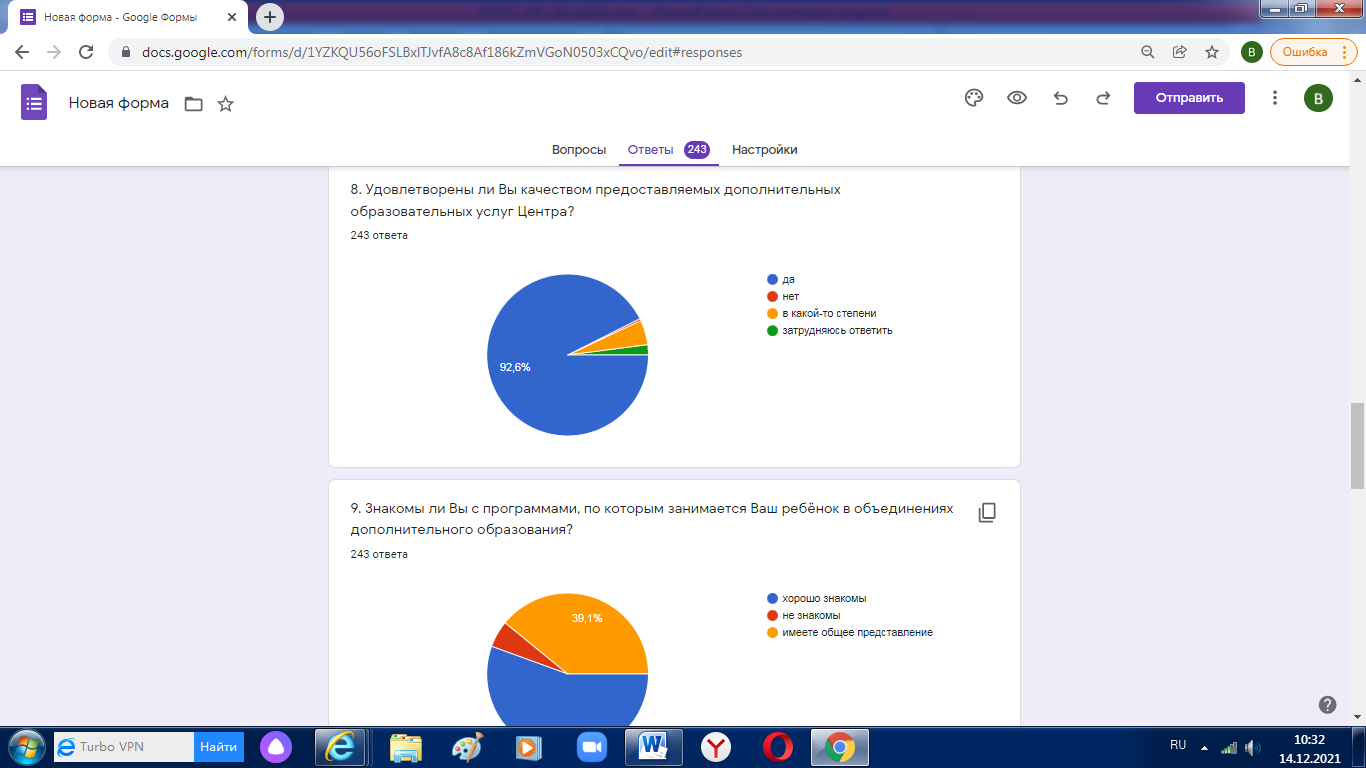 Новая форма - Google Формы
docs.google.com/forms/d/1YZKQU56oFSLBxITJvfA8c8Af186kZmVGoN0503xCQvo/edit#responses
В
Ошибка
Новая форма
Отправить
В
Вопросы
Ответы 243
Настройки
8. Удовлетворены ли Вы качеством предоставляемых дополнительных
образовательных услуг Центра?
243 ответа
да
нет
в какой-то степени
затрудняюсь ответить
92,6%
9. Знакомы ли Вы с программами, по которым занимается Ваш ребёнок в объединениях
дополнительного образования?
243 ответа
хорошо знакомы
не знакомы
имеете общее представление
39,1%
Turbo VPN
Найти
RU
10:32
14.12.2021